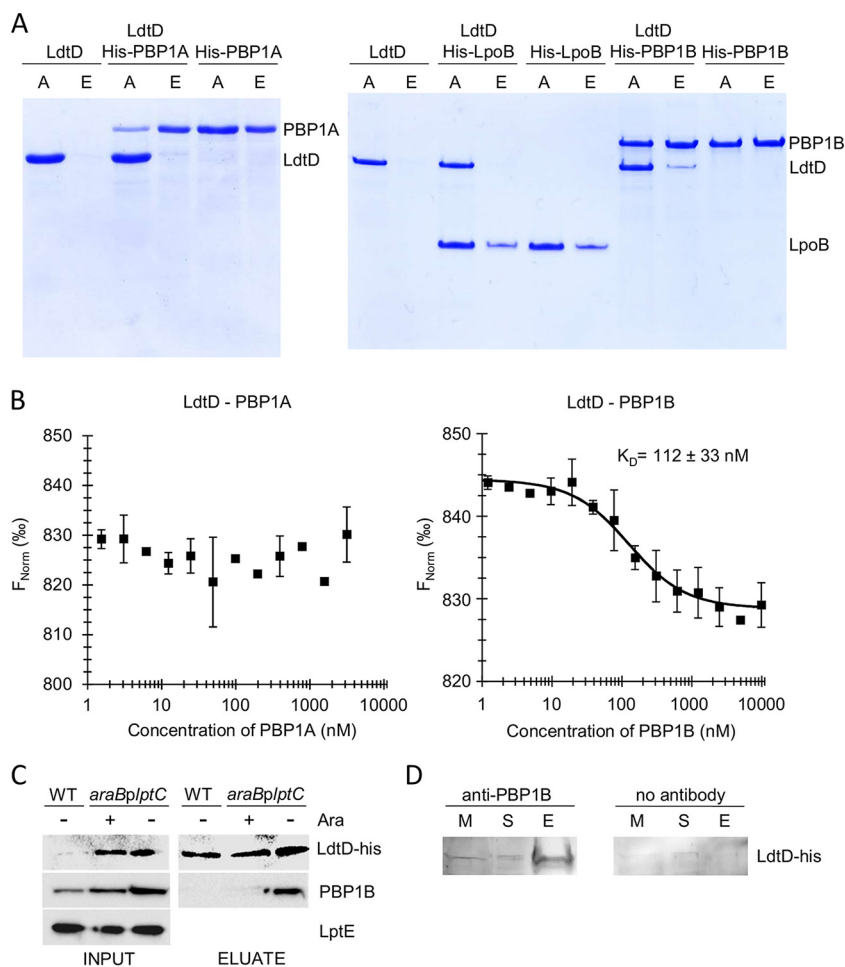 A
LdtD
LdtD
His-PBP1A
His-PBP1A
A E A E A E
PBP1A
LdtD
LdtD
LdtD
His-LpoB
His-LpoB
LdtD
His-PBP1B
His-PBP1B
A E A E A E A E A E
PBP1B
LdtD
LpoB
B
LdtD - PBP1A
850
840
830
820
810
800
F_Norm (‰)
1 10 100 1000 10000
Concentration of PBP1A (nM)
LdtD - PBP1B
K_D= 112 ± 33 nM
850
840
830
820
F_Norm (‰)
1 10 100 1000 10000
Concentration of PBP1B (nM)
C
WT araBplptC WT araBplptC
- + - - + - Ara
LdtD-his
PBP1B
LptE
INPUT ELUATE
D
anti-PBP1B no antibody
M S E M S E
LdtD-his